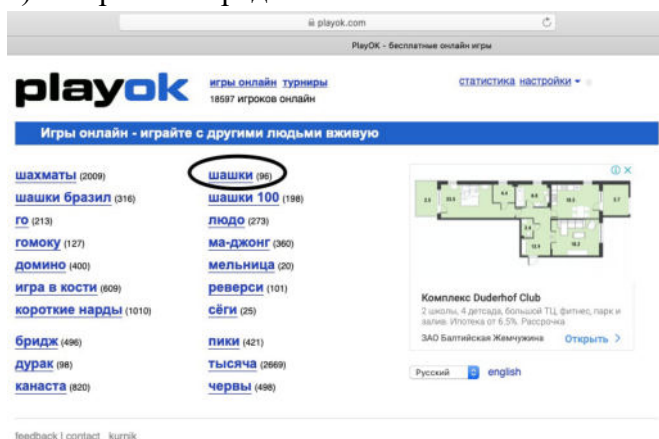 playok.com
PlayOK - бесплатные онлайн игры
playok
игры онлайн турниры
статистика настройки
18597 игроков онлайн
Игры онлайн - играйте с другими людьми вживую
шахматы (2009)
шашки бразил (316)
го (213)
гомоку (127)
домино (400)
игра в кости (609)
короткие нарды (1010)
бридж (496)
дурак (98)
канаста (820)
шашки (96)
шашки 100 (198)
людо (273)
ма-джонг (360)
мельница (20)
реверси (101)
сёги (25)
пики (421)
тысяча (2669)
червы (498)
Комплекс Duderhof Club
2 школы, 4 детсада, большой ТЦ, фитнес, парк и
залив. Ипотека от 6,5%. Рассрочка
ЗАО Балтийская Жемчужина
Открыть
Русский
english
feedback | contact kurnik